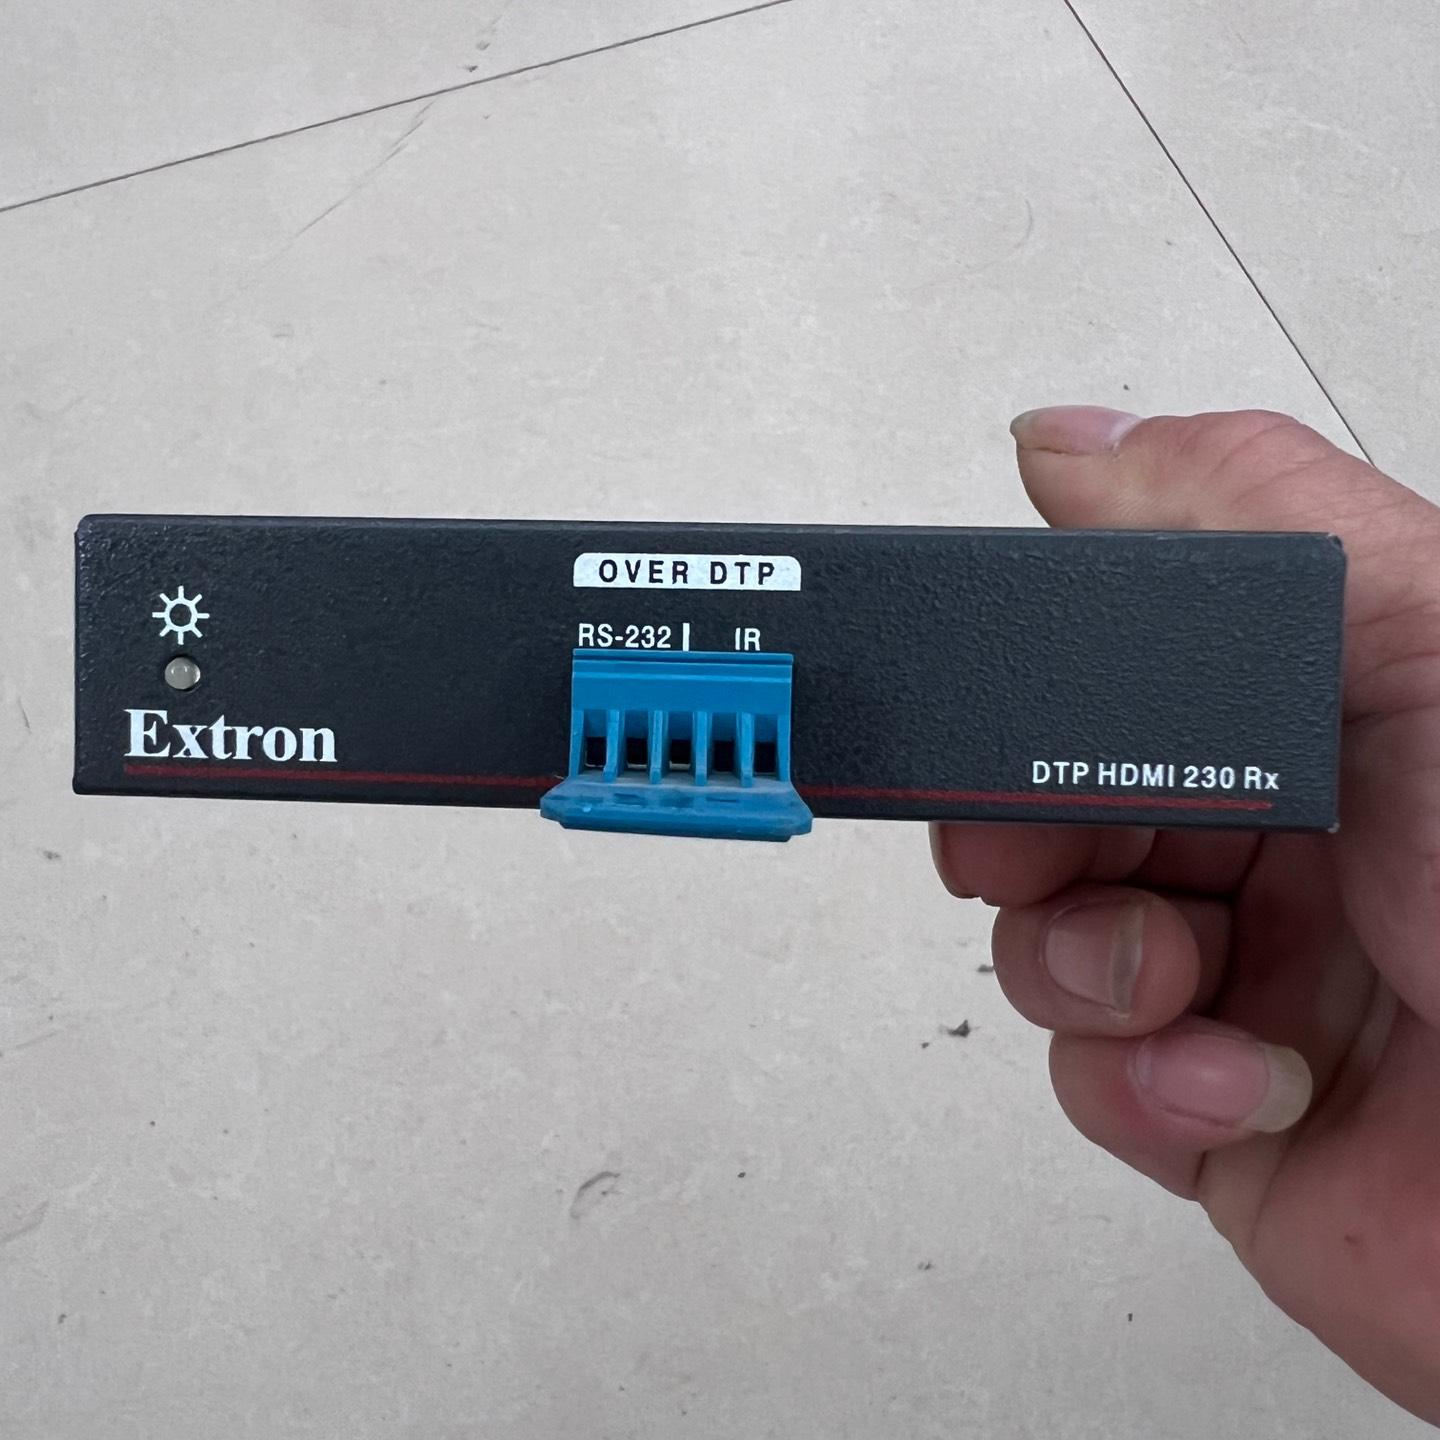 OVER DTP
RS-232 | IR
Extron
DTP HDMI 230 Rx